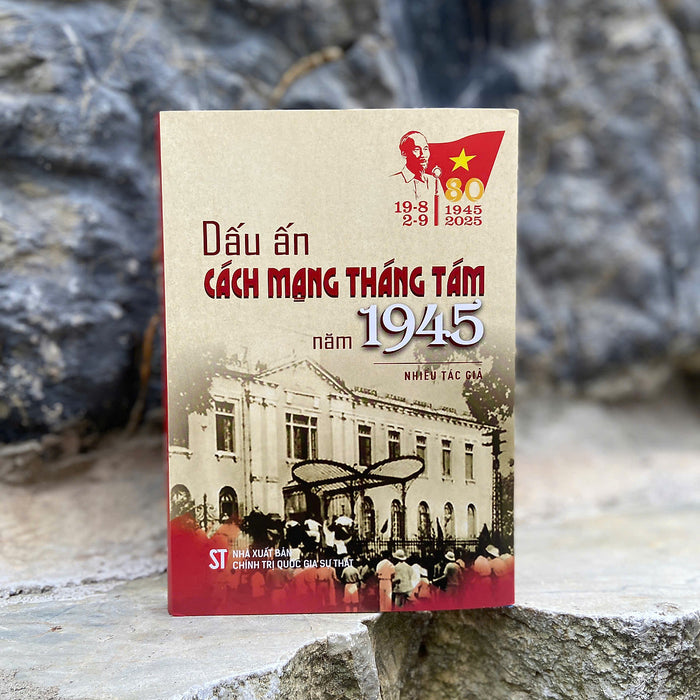 80
19-8 1945
2-9 2025
Dấu ấn
CÁCH MẠNG THÁNG TÁM
năm 1945
NHIỀU TÁC GIẢ
ST
NHÀ XUẤT BẢN
CHÍNH TRỊ QUỐC GIA SỰ THẬT